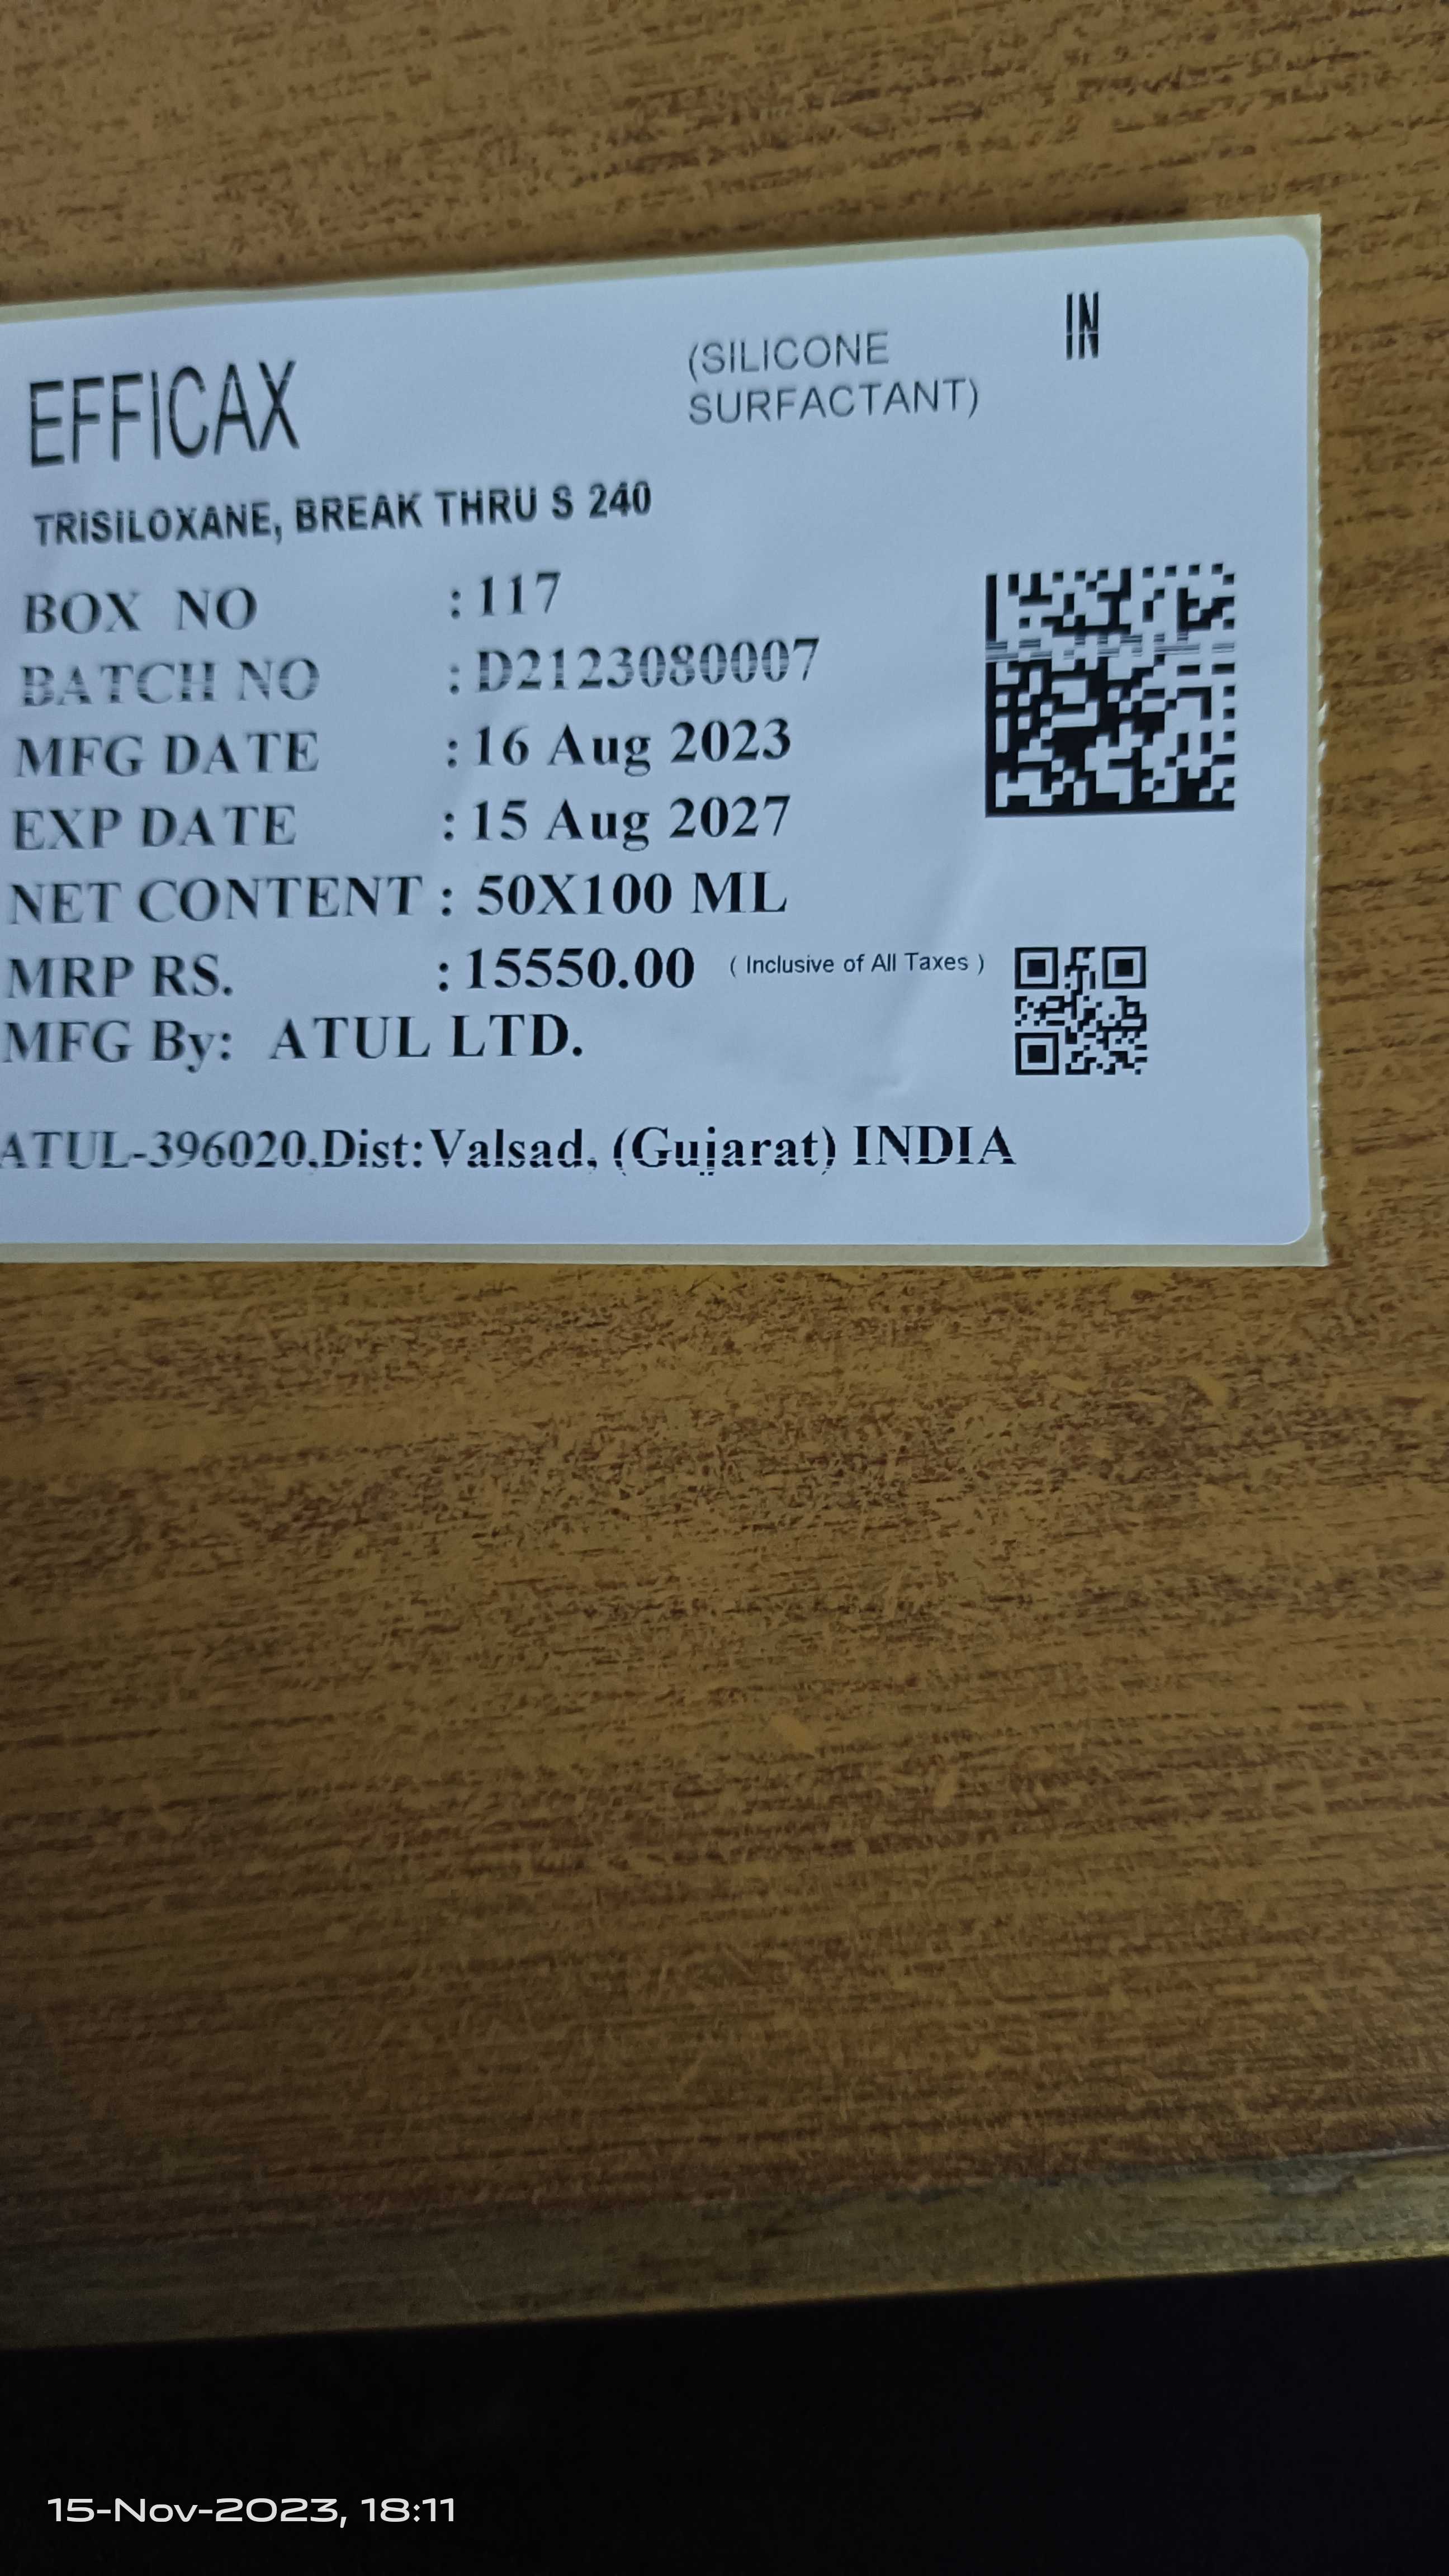 EFFICAX
(SILICONE
SURFACTANT)
IN
TRISILOXANE, BREAK THRU S 240
BOX NO : 117
BATCH NO : D2123080007
MFG DATE : 16 Aug 2023
EXP DATE : 15 Aug 2027
NET CONTENT : 50X100 ML
MRP RS. : 15550.00 ( Inclusive of All Taxes )
MFG By: ATUL LTD.
ATUL-396020,Dist:Valsad, (Gujarat) INDIA
15-Nov-2023, 18:11